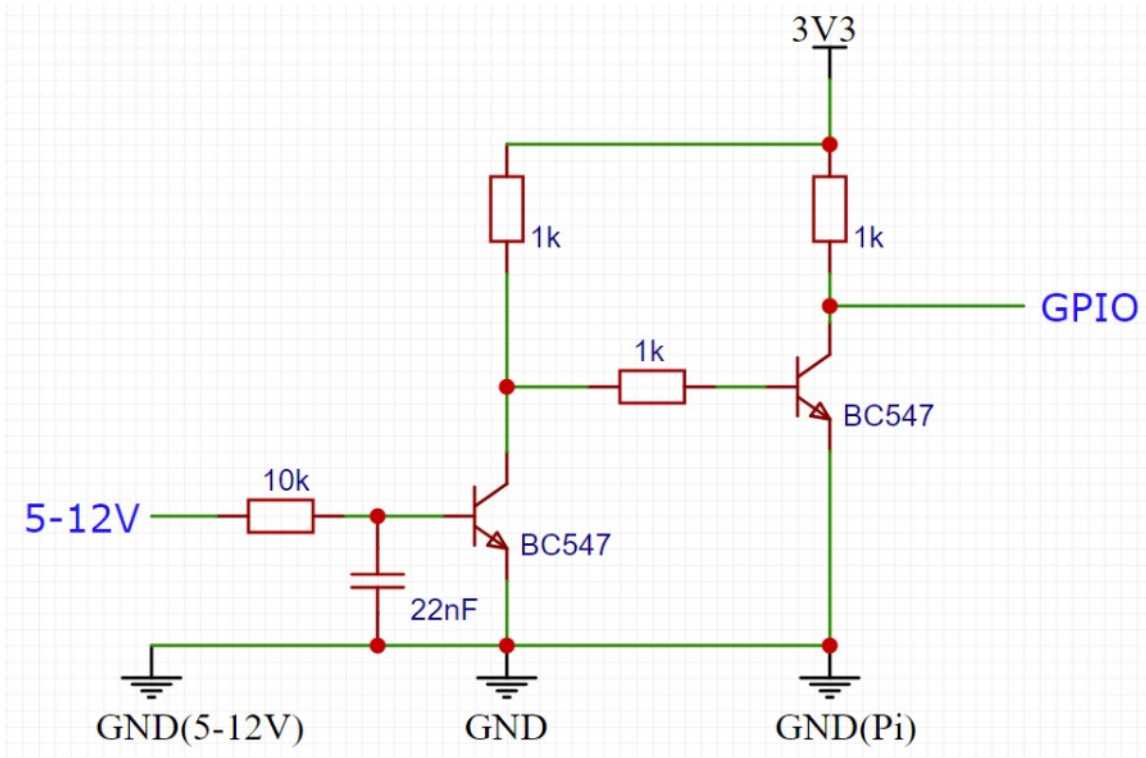 3V3
1k
1k
GPIO
1k
BC547
10k
5-12V
BC547
22nF
GND(5-12V)
GND
GND(Pi)